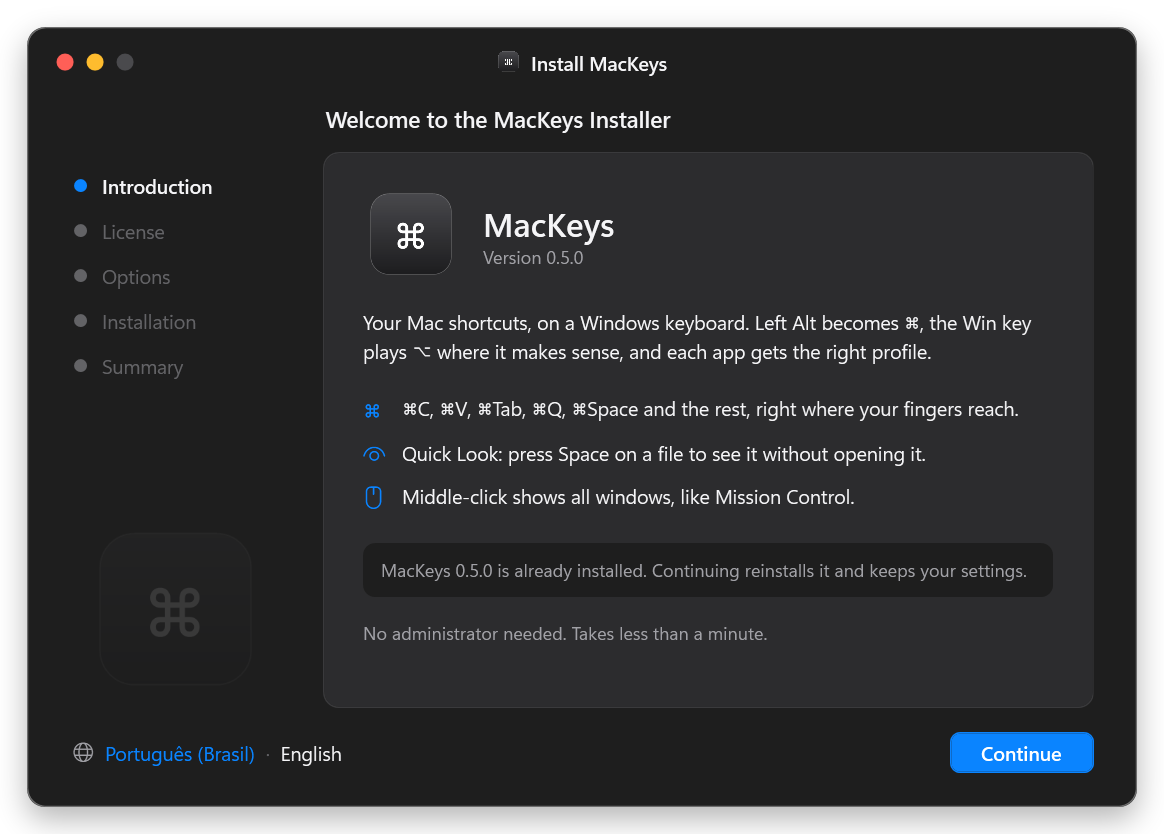 ⌘ Install MacKeys
Welcome to the MacKeys Installer
Introduction
License
Options
Installation
Summary
⌘
⌘
MacKeys
Version 0.5.0
Your Mac shortcuts, on a Windows keyboard. Left Alt becomes ⌘, the Win key
plays ⌥ where it makes sense, and each app gets the right profile.
⌘ ⌘C, ⌘V, ⌘Tab, ⌘Q, ⌘Space and the rest, right where your fingers reach.
Quick Look: press Space on a file to see it without opening it.
Middle-click shows all windows, like Mission Control.
MacKeys 0.5.0 is already installed. Continuing reinstalls it and keeps your settings.
No administrator needed. Takes less than a minute.
Português (Brasil) · English
Continue